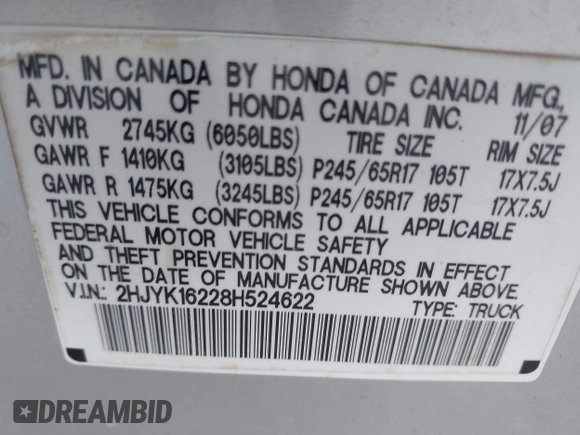 MFD. IN CANADA BY HONDA OF CANADA MFG.,
A DIVISION OF HONDA CANADA INC. 11/07
GVWR 2745KG (6050LBS) TIRE SIZE RIM SIZE
GAWR F 1410KG (3105LBS) P245/65R17 105T 17X7.5J
GAWR R 1475KG (3245LBS) P245/65R17 105T 17X7.5J
THIS VEHICLE CONFORMS TO ALL APPLICABLE
FEDERAL MOTOR VEHICLE SAFETY
AND THEFT PREVENTION STANDARDS IN EFFECT
ON THE DATE OF MANUFACTURE SHOWN ABOVE.
V.I.N.: 2HJYK16228H524622 TYPE: TRUCK
DREAMBID